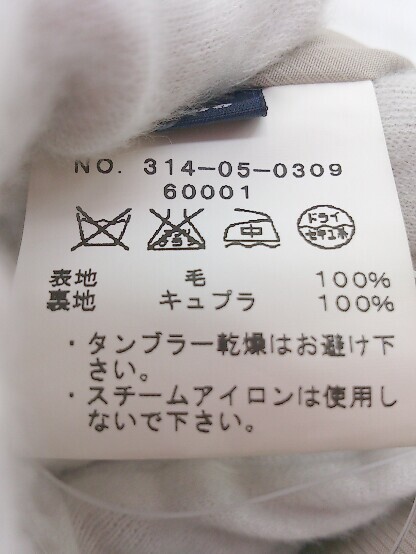 NO. 314-05-0309
60001
中
ドライ
セキユ系
表地 毛 100%
裏地 キュプラ 100%
・タンブラー乾燥はお避け下
さい。
・スチームアイロンは使用し
ないで下さい。